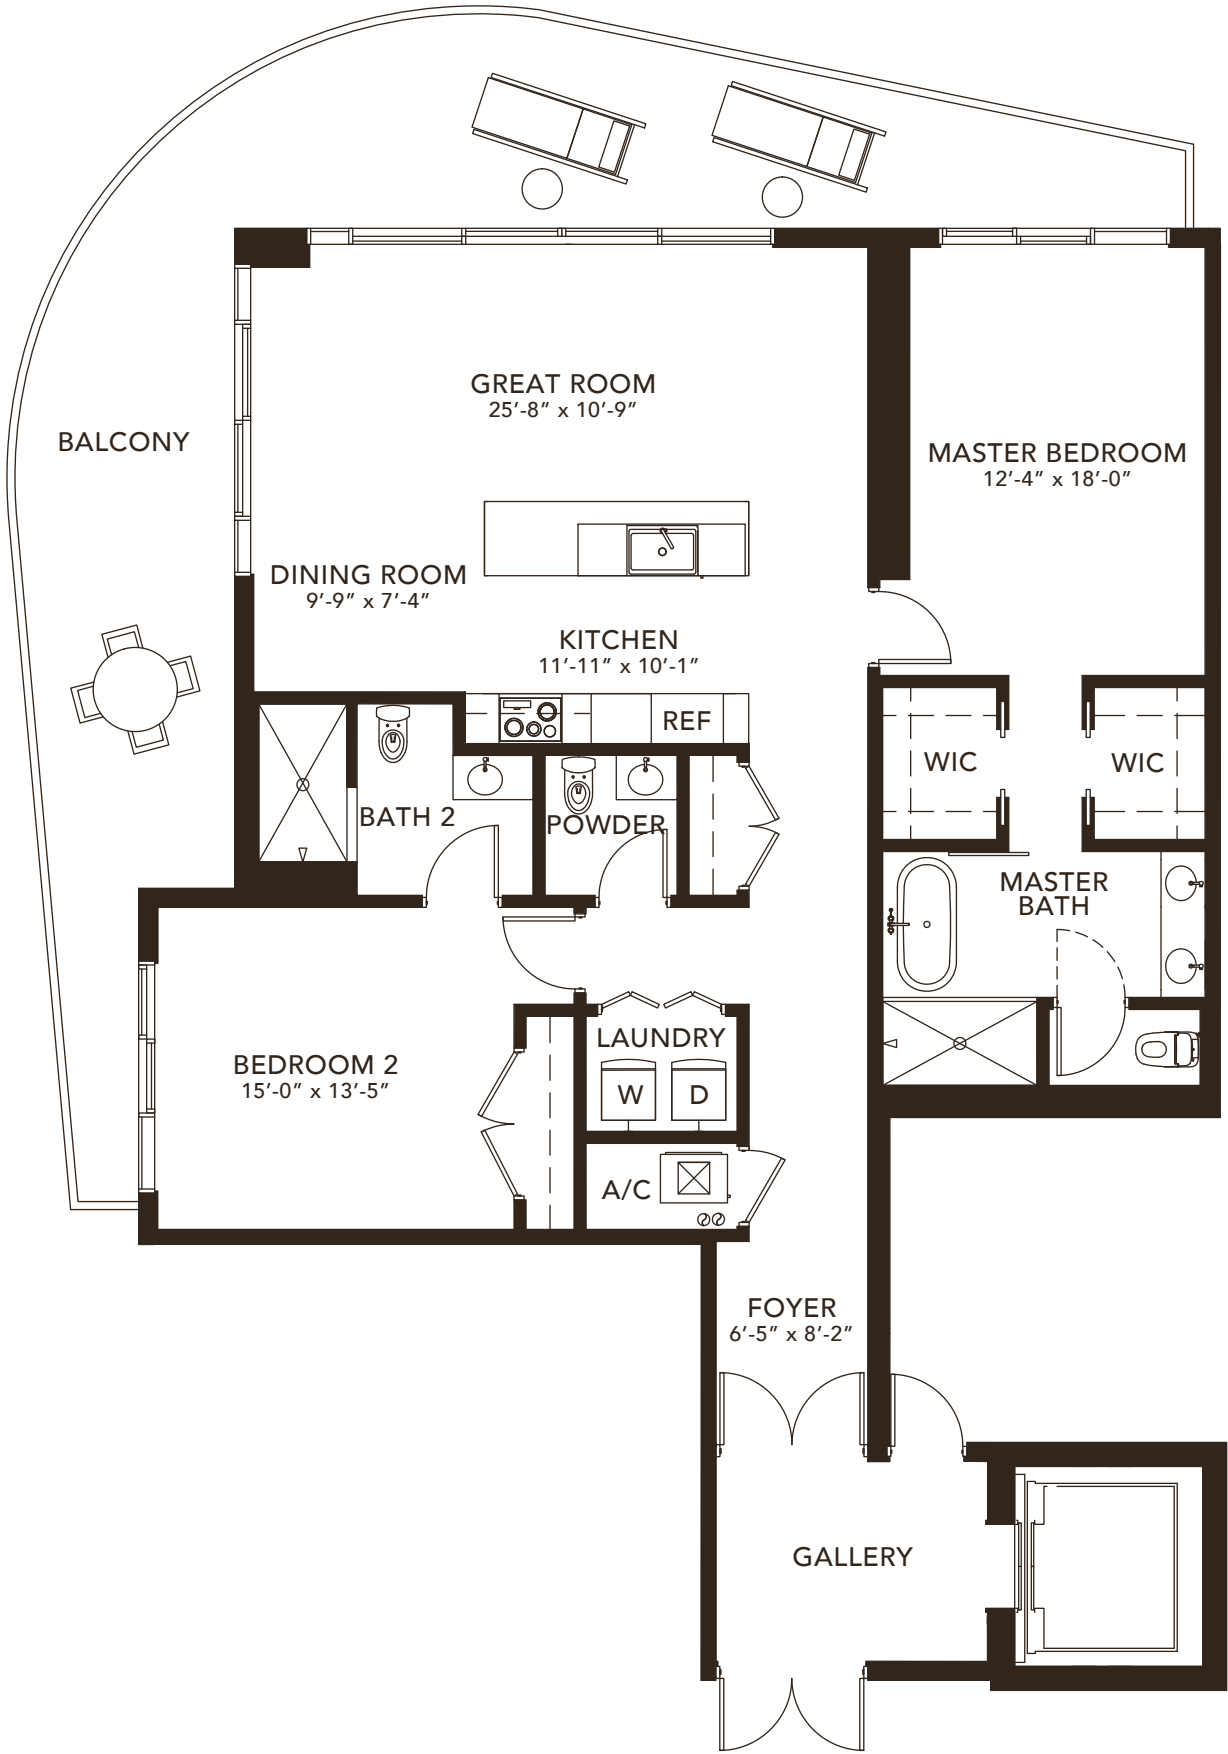 GREAT ROOM
25′-8″ x 10′-9″
BALCONY
MASTER BEDROOM
12′-4″ x 18′-0″
DINING ROOM
9′-9″ x 7′-4″
KITCHEN
11′-11″ x 10′-1″
REF
WIC
WIC
BATH 2
POWDER
MASTER
BATH
LAUNDRY
W
D
BEDROOM 2
15′-0″ x 13′-5″
A/C
FOYER
6′-5″ x 8′-2″
GALLERY